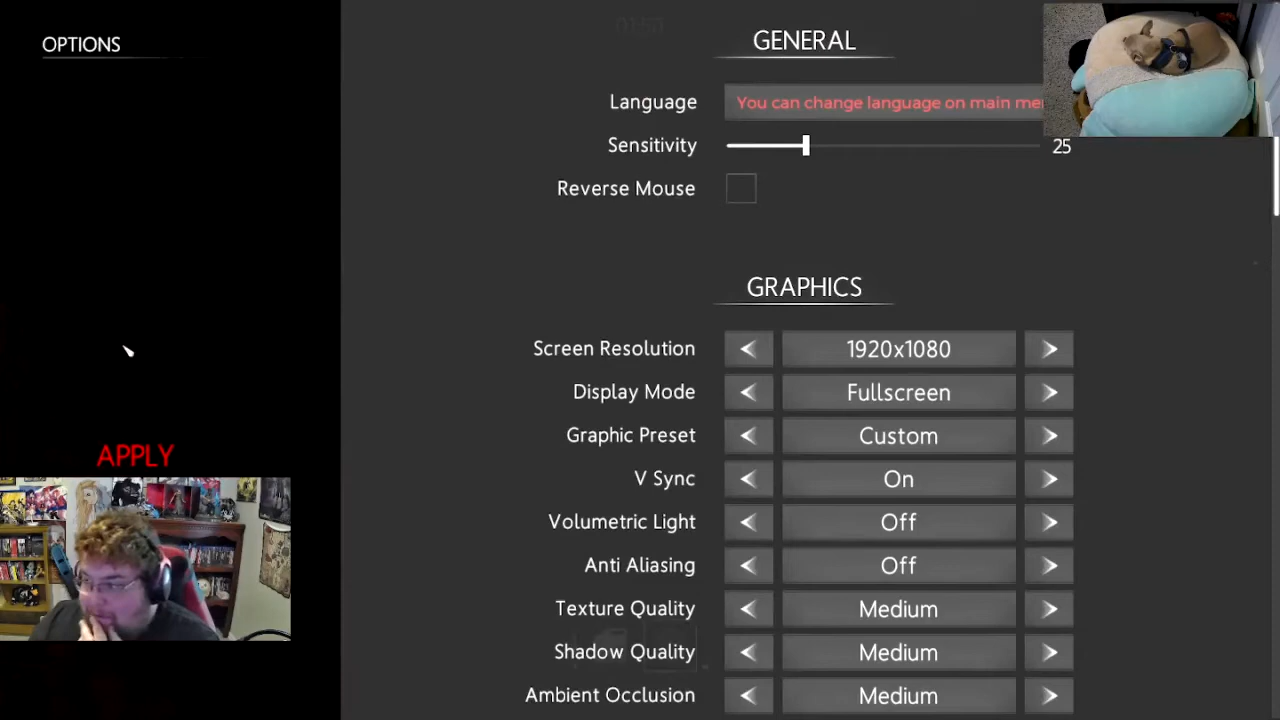 OPTIONS
GENERAL
Language
You can change language on main me
Sensitivity
25
Reverse Mouse
GRAPHICS
Screen Resolution
1920x1080
Display Mode
Fullscreen
Graphic Preset
Custom
V Sync
On
Volumetric Light
Off
Anti Aliasing
Off
Texture Quality
Medium
Shadow Quality
Medium
Ambient Occlusion
Medium
APPLY